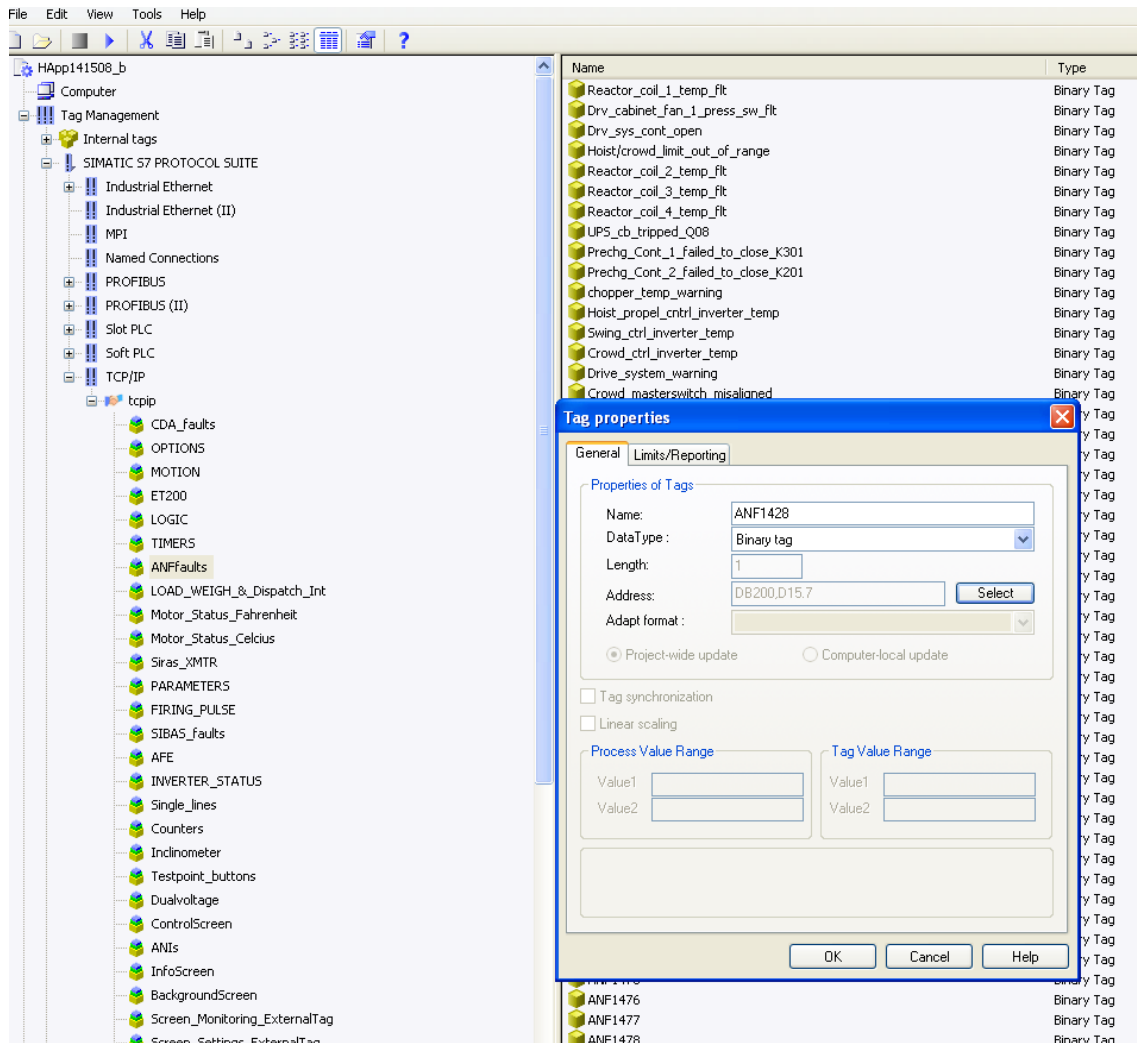 File Edit View Tools Help
HApp141508_b
Computer
Tag Management
Internal tags
SIMATIC S7 PROTOCOL SUITE
Industrial Ethernet
Industrial Ethernet (II)
MPI
Named Connections
PROFIBUS
PROFIBUS (II)
Slot PLC
Soft PLC
TCP/IP
tcpip
CDA_faults
OPTIONS
MOTION
ET200
LOGIC
TIMERS
ANFfaults
LOAD_WEIGH_&_Dispatch_Int
Motor_Status_Fahrenheit
Motor_Status_Celcius
Siras_XMTR
PARAMETERS
FIRING_PULSE
SIBAS_faults
AFE
INVERTER_STATUS
Single_lines
Counters
Inclinometer
Testpoint_buttons
Dualvoltage
ControlScreen
ANIs
InfoScreen
BackgroundScreen
Screen_Monitoring_ExternalTag
Screen_Settings_ExternalTag
Name Type
Reactor_coil_1_temp_flt Binary Tag
Drv_cabinet_fan_1_press_sw_flt Binary Tag
Drv_sys_cont_open Binary Tag
Hoist/crowd_limit_out_of_range Binary Tag
Reactor_coil_2_temp_flt Binary Tag
Reactor_coil_3_temp_flt Binary Tag
Reactor_coil_4_temp_flt Binary Tag
UPS_cb_tripped_Q08 Binary Tag
Prechg_Cont_1_failed_to_close_K301 Binary Tag
Prechg_Cont_2_failed_to_close_K201 Binary Tag
chopper_temp_warning Binary Tag
Hoist_propel_cntrl_inverter_temp Binary Tag
Swing_ctrl_inverter_temp Binary Tag
Crowd_ctrl_inverter_temp Binary Tag
Drive_system_warning Binary Tag
Crowd_masterswitch_misaligned Binary Tag
Tag properties
General Limits/Reporting
Properties of Tags
Name: ANF1428
DataType : Binary tag
Length: 1
Address: DB200,D15.7 Select
Adapt format :
Project-wide update Computer-local update
Tag synchronization
Linear scaling
Process Value Range Tag Value Range
Value1 Value1
Value2 Value2
OK Cancel Help
ANF1476 Binary Tag
ANF1477 Binary Tag
ANF1478 Binary Tag